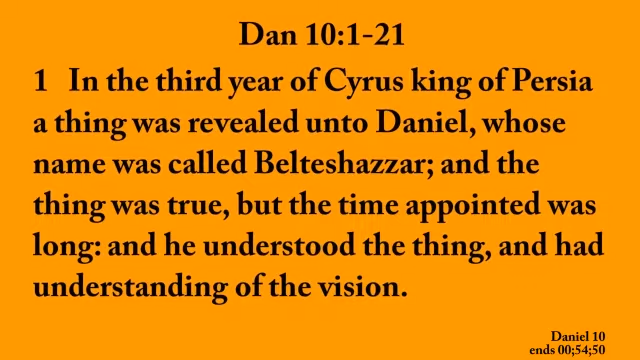 Dan 10:1-21
1 In the third year of Cyrus king of Persia
a thing was revealed unto Daniel, whose
name was called Belteshazzar; and the
thing was true, but the time appointed was
long: and he understood the thing, and had
understanding of the vision.
Daniel 10
ends 00;54;50